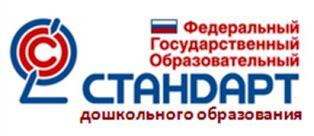 Федеральный
Государственный
Образовательный
СТАНДАРТ
дошкольного образования